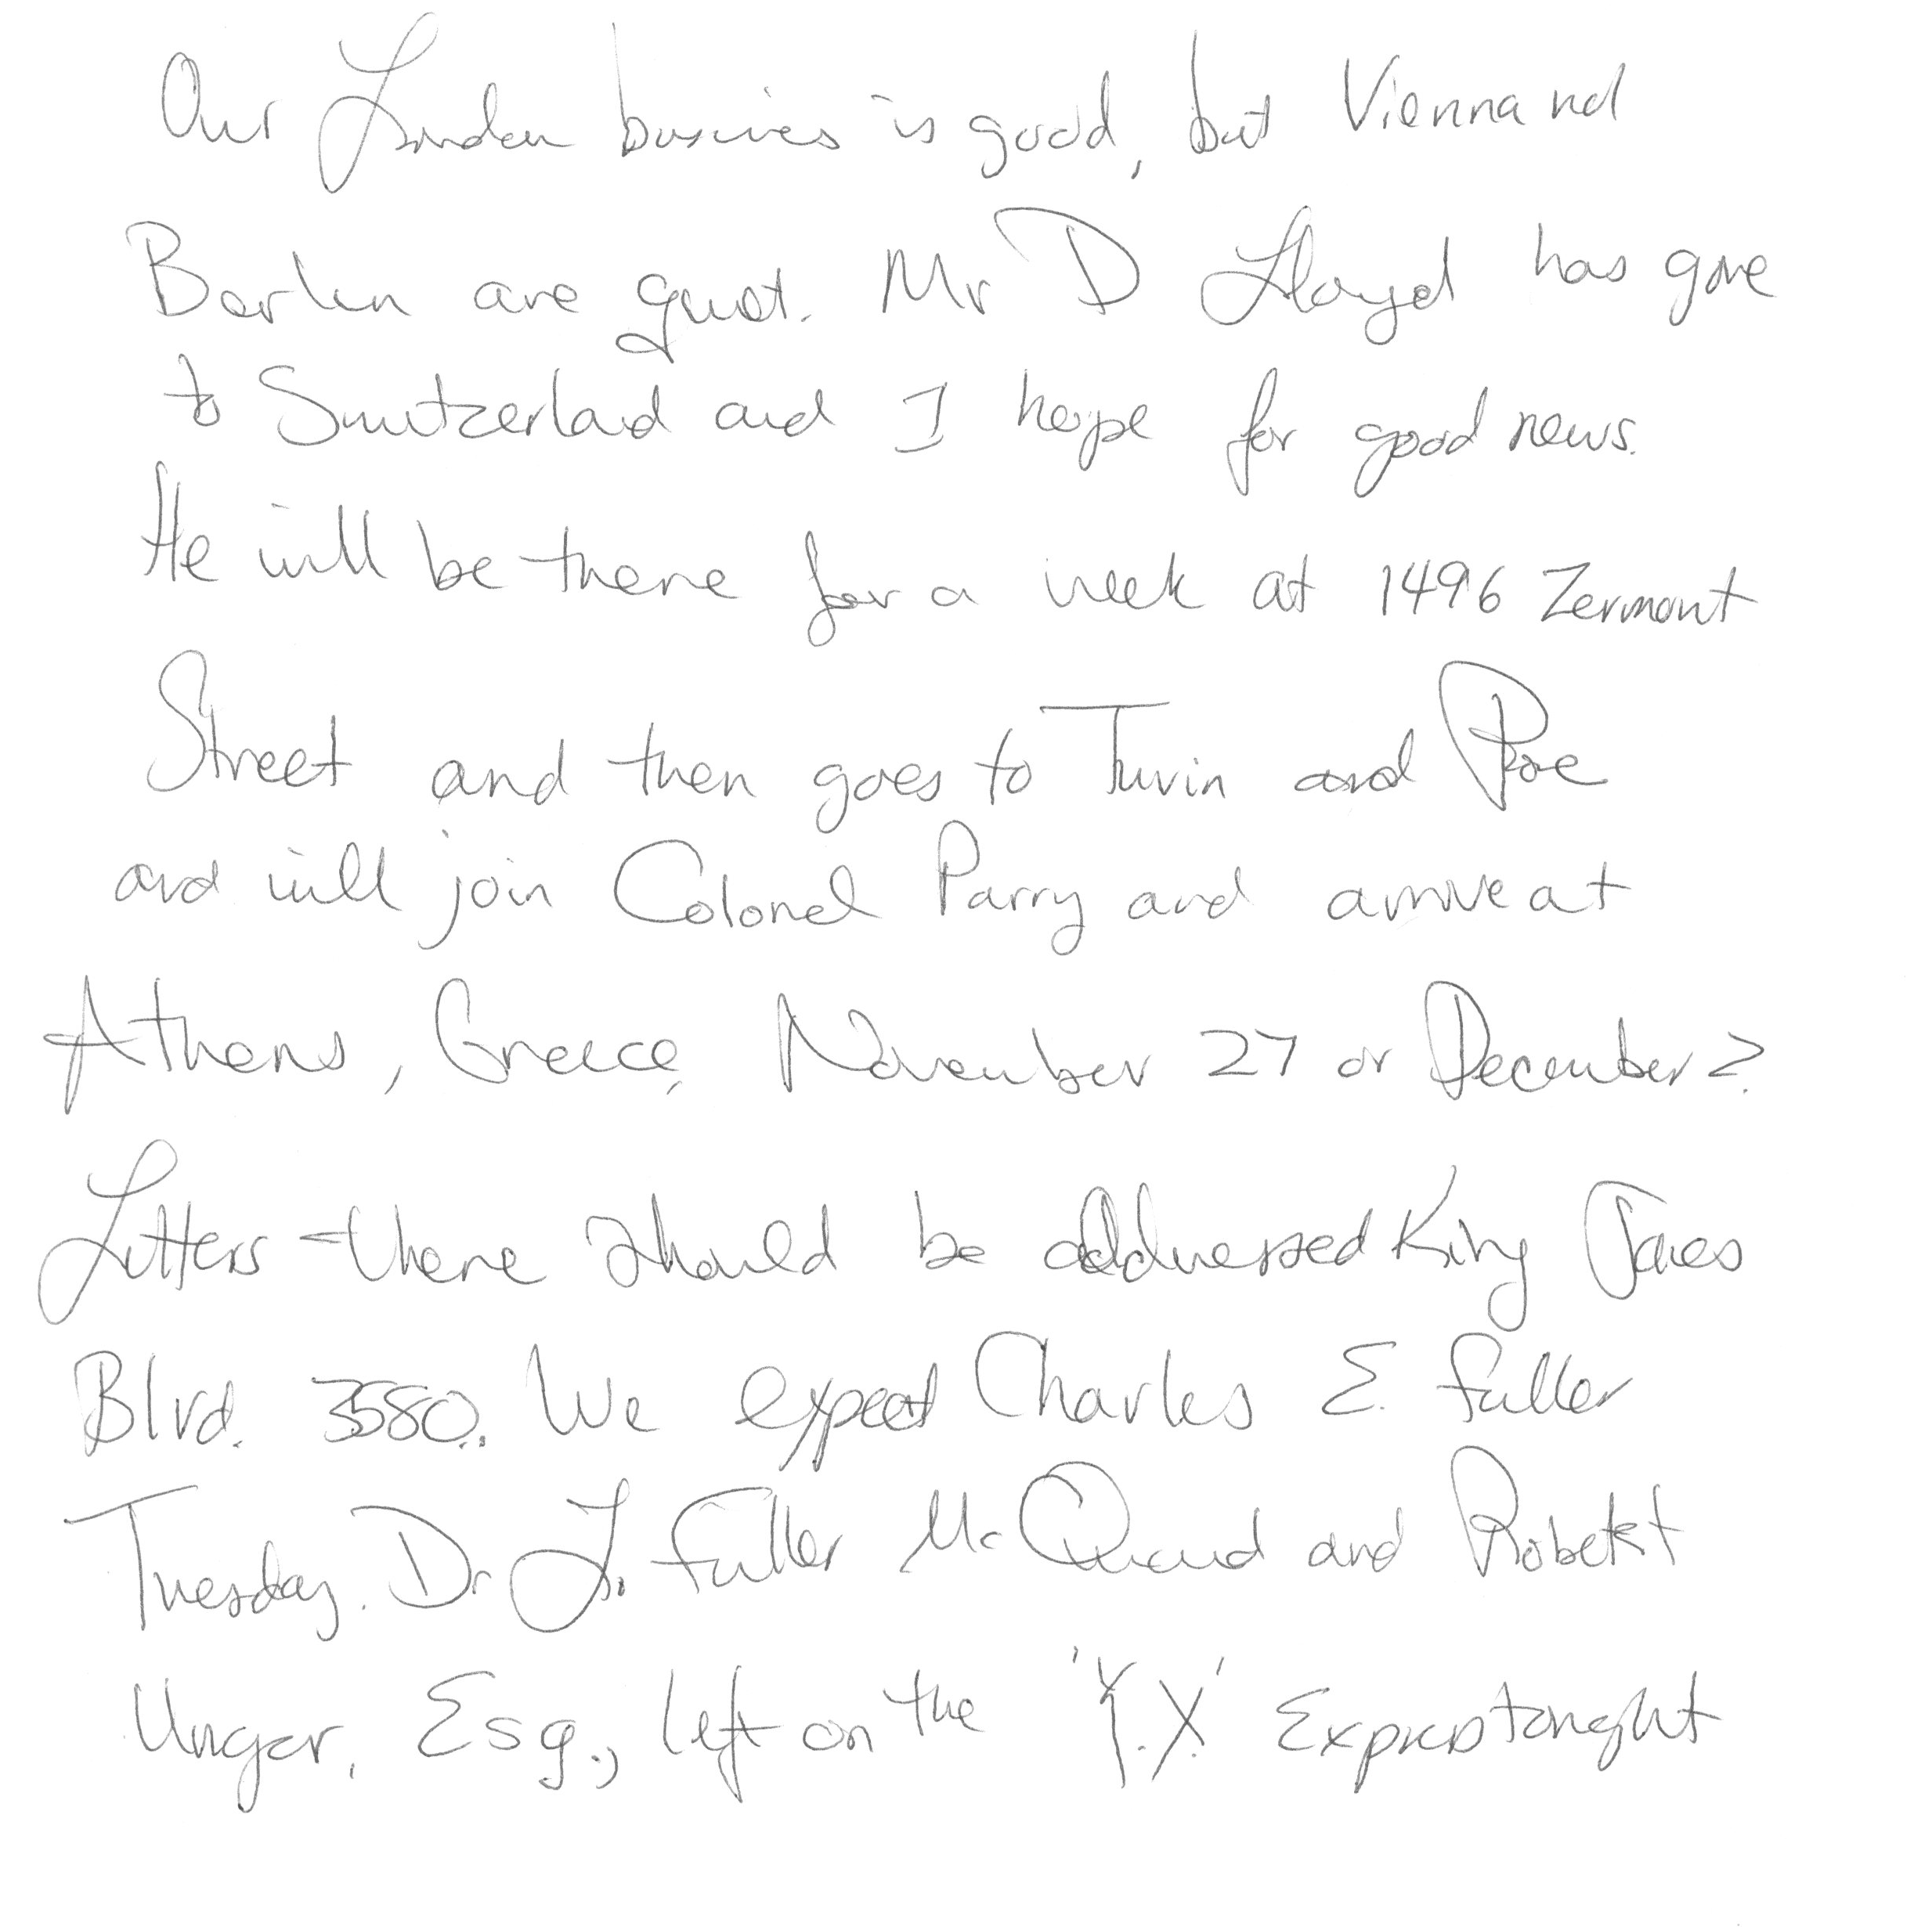 Our London business is good, but Vienna nd
Berlin are quiet. Mr D Lloyd has gone
to Switzerland and I hope for good news.
He will be there for a week at 1496 Zermont
Street and then goes to Turin and Rome
and will join Colonel Parry and arrive at
Athens, Greece, November 27 or December 2.
Letters there should be addressed King James
Blvd. 3580. We expect Charles E. Fuller
Tuesday. Dr. L. Fuller Mc Quaid and Robert
Unger, Esq., left on the 'Y.X.' Express tonight